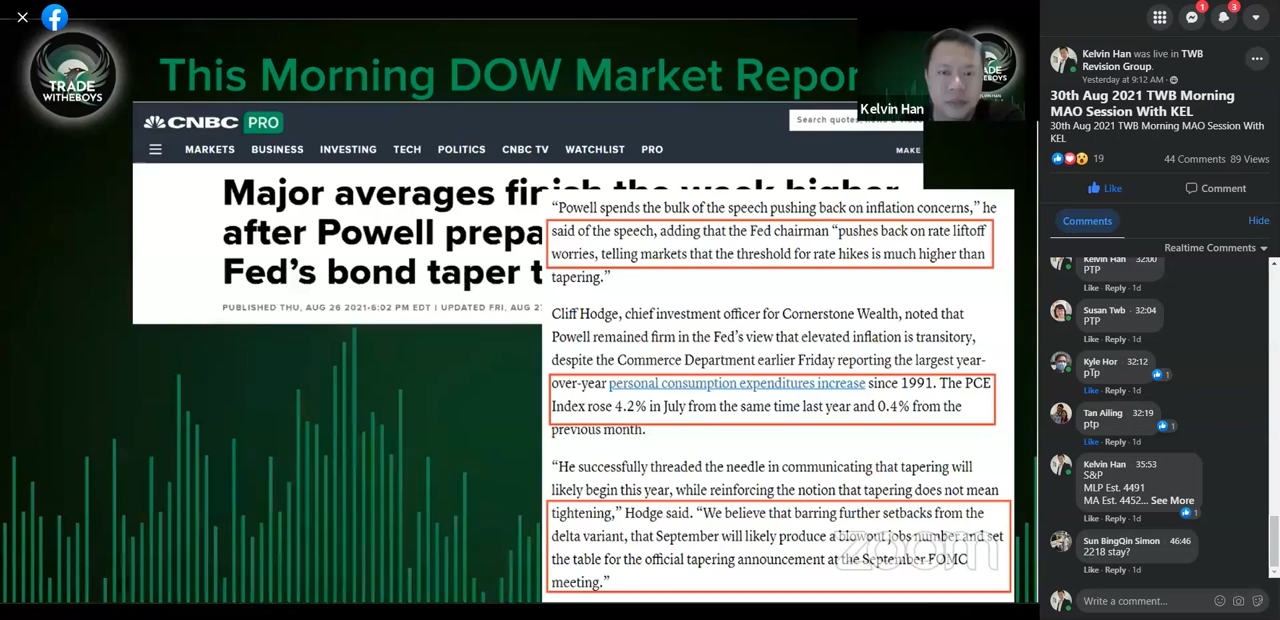 This Morning DOW Market Repor
TRADE
WITHEBOYS
Kelvin Han
CNBC PRO
Search quotes,
MARKETS BUSINESS INVESTING TECH POLITICS CNBC TV WATCHLIST PRO
MAKE
Major averages finish the week higher
after Powell prepa
Fed's bond taper t
PUBLISHED THU, AUG 26 2021-6:02 PM EDT | UPDATED FRI, AUG 27
“Powell spends the bulk of the speech pushing back on inflation concerns,” he
said of the speech, adding that the Fed chairman “pushes back on rate liftoff
worries, telling markets that the threshold for rate hikes is much higher than
tapering.”
Cliff Hodge, chief investment officer for Cornerstone Wealth, noted that
Powell remained firm in the Fed’s view that elevated inflation is transitory,
despite the Commerce Department earlier Friday reporting the largest year-
over-year personal consumption expenditures increase since 1991. The PCE
Index rose 4.2% in July from the same time last year and 0.4% from the
previous month.
“He successfully threaded the needle in communicating that tapering will
likely begin this year, while reinforcing the notion that tapering does not mean
tightening,” Hodge said. “We believe that barring further setbacks from the
delta variant, that September will likely produce a blowout jobs number and set
the table for the official tapering announcement at the September FOMC
meeting.”
zoom
1
3
Kelvin Han was live in TWB
Revision Group.
Yesterday at 9:12 AM
30th Aug 2021 TWB Morning
MAO Session With KEL
30th Aug 2021 TWB Morning MAO Session With
KEL
19
44 Comments 89 Views
Like
Comment
Comments
Hide
Realtime Comments
Kelvin Han 32:00
PTP
Like · Reply · 1d
Susan Twb 32:04
PTP
Like · Reply · 1d
Kyle Hor 32:12
pTp
1
Like · Reply · 1d
Tan Ailing 32:19
ptp
1
Like · Reply · 1d
Kelvin Han 35:53
S&P
MLP Est. 4491
MA Est. 4452... See More
1
Like · Reply · 1d
Sun BingQin Simon 46:46
2218 stay?
Like · Reply · 1d
Write a comment...